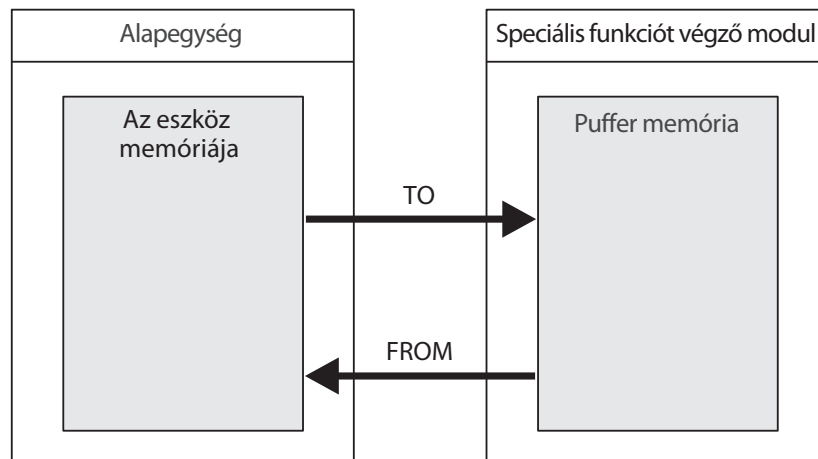 Alapegység
Speciális funkciót végző modul
Az eszköz
memóriája
Puffer memória
TO
FROM